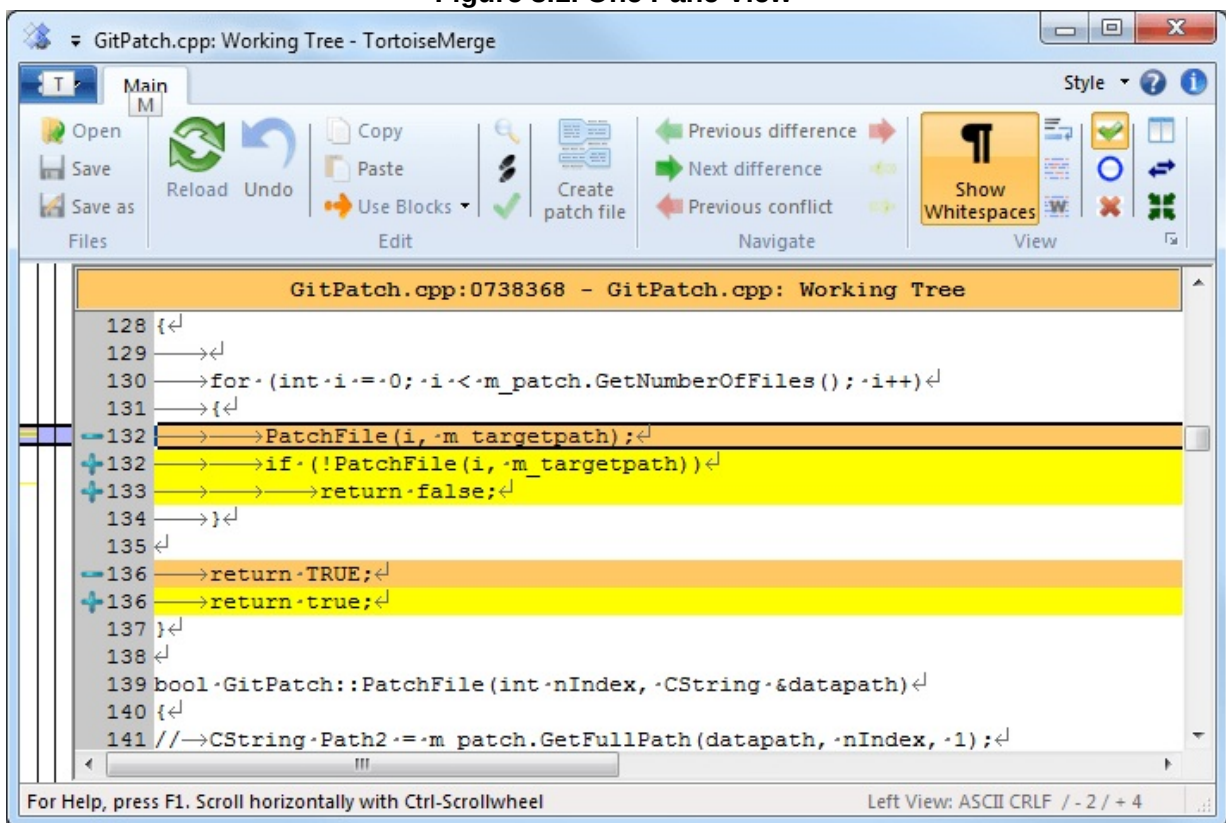 Figure 3.2. One Pane View
GitPatch.cpp: Working Tree - TortoiseMerge
T Main Style
M
Open
Save
Save as
Files
Reload Undo
Copy
Paste
Use Blocks
Edit
Create
patch file
Previous difference
Next difference
Previous conflict
Navigate
Show
Whitespaces
View
GitPatch.cpp:0738368 - GitPatch.cpp: Working Tree
128 {↵
129 ⟶↵
130 ⟶for·(int·i·=·0;·i·<·m_patch.GetNumberOfFiles();·i++)↵
131 ⟶{↵
132 ⟶⟶PatchFile(i,·m_targetpath);↵
132 ⟶⟶if·(!PatchFile(i,·m_targetpath))↵
133 ⟶⟶⟶return·false;↵
134 ⟶}↵
135 ↵
136 ⟶return·TRUE;↵
136 ⟶return·true;↵
137 }↵
138 ↵
139 bool·GitPatch::PatchFile(int·nIndex,·CString·&datapath)↵
140 {↵
141 //⟶CString·Path2·=·m_patch.GetFullPath(datapath,·nIndex,·1);↵
For Help, press F1. Scroll horizontally with Ctrl-Scrollwheel
Left View: ASCII CRLF / - 2 / + 4